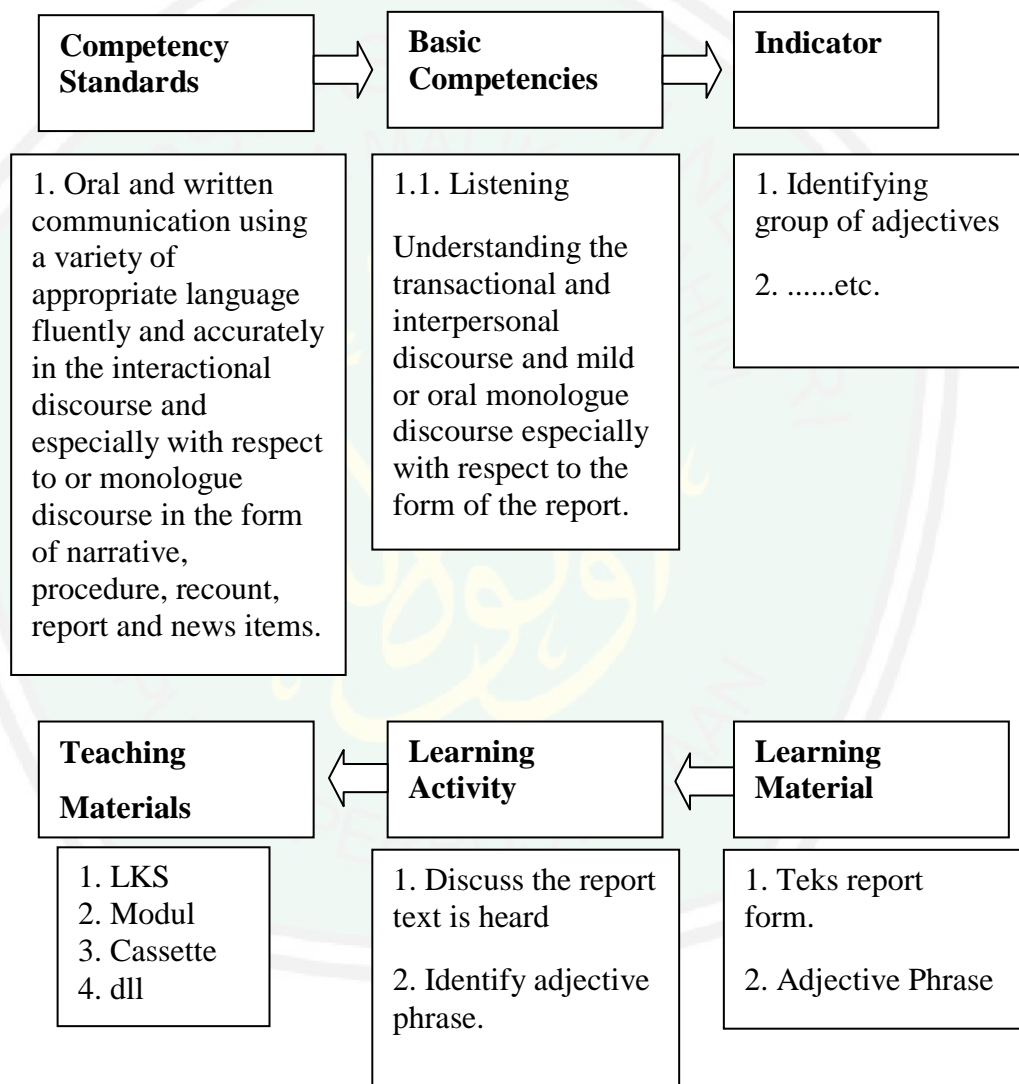 Competency
Standards
Basic
Competencies
Indicator
1. Oral and written
communication using
a variety of
appropriate language
fluently and accurately
in the interactional
discourse and
especially with respect
to or monologue
discourse in the form
of narrative,
procedure, recount,
report and news items.
1.1. Listening
Understanding the
transactional and
interpersonal
discourse and mild
or oral monologue
discourse especially
with respect to the
form of the report.
1. Identifying
group of adjectives
2. ......etc.
Teaching
Materials
Learning
Activity
Learning
Material
1. LKS
2. Modul
3. Cassette
4. dll
1. Discuss the report
text is heard
2. Identify adjective
phrase.
1. Teks report
form.
2. Adjective Phrase